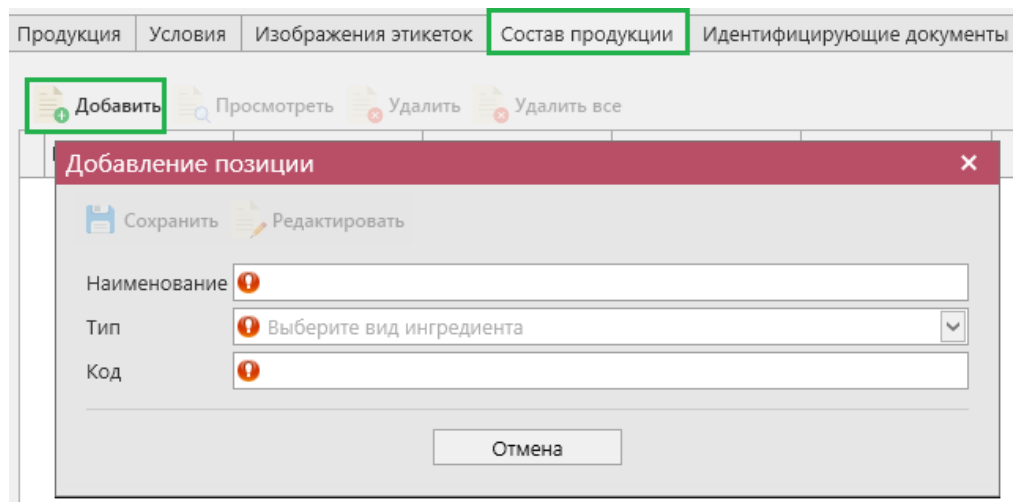 Продукция Условия Изображения этикеток Состав продукции Идентифицирующие документы
Добавить Просмотреть Удалить Удалить все
Добавление позиции
Сохранить Редактировать
Наименование
Тип Выберите вид ингредиента
Код
Отмена